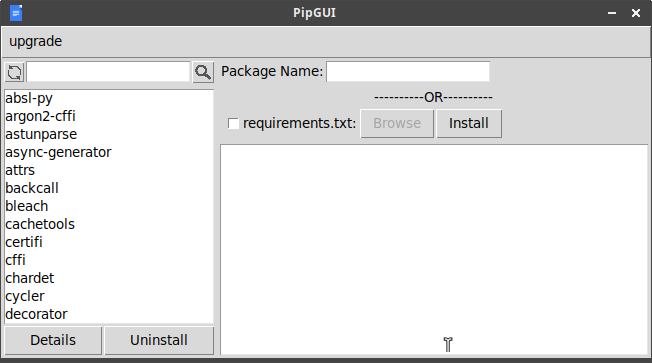 PipGUI
upgrade
Package Name:
----------OR----------
requirements.txt: Browse Install
absl-py
argon2-cffi
astunparse
async-generator
attrs
backcall
bleach
cachetools
certifi
cffi
chardet
cycler
decorator
Details Uninstall